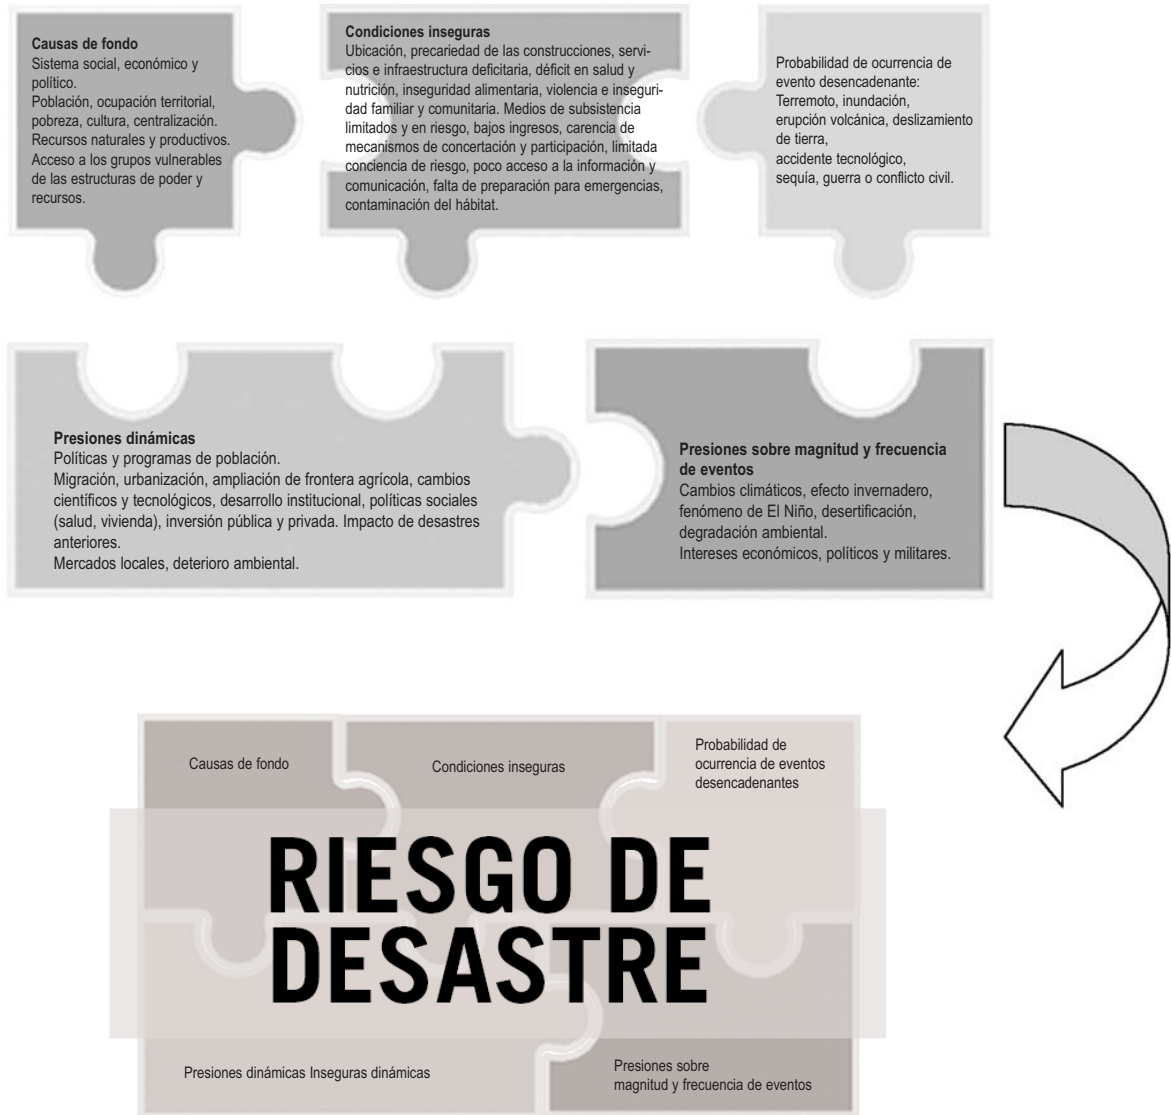 Causas de fondo
Sistema social, económico y
político.
Población, ocupación territorial,
pobreza, cultura, centralización.
Recursos naturales y productivos.
Acceso a los grupos vulnerables
de las estructuras de poder y
recursos.
Condiciones inseguras
Ubicación, precariedad de las construcciones, servi-
cios e infraestructura deficitaria, déficit en salud y
nutrición, inseguridad alimentaria, violencia e inseguri-
dad familiar y comunitaria. Medios de subsistencia
limitados y en riesgo, bajos ingresos, carencia de
mecanismos de concertación y participación, limitada
conciencia de riesgo, poco acceso a la información y
comunicación, falta de preparación para emergencias,
contaminación del hábitat.
Probabilidad de ocurrencia de
evento desencadenante:
Terremoto, inundación,
erupción volcánica, deslizamiento
de tierra,
accidente tecnológico,
sequía, guerra o conflicto civil.
Presiones dinámicas
Políticas y programas de población.
Migración, urbanización, ampliación de frontera agrícola, cambios
científicos y tecnológicos, desarrollo institucional, políticas sociales
(salud, vivienda), inversión pública y privada. Impacto de desastres
anteriores.
Mercados locales, deterioro ambiental.
Presiones sobre magnitud y frecuencia
de eventos
Cambios climáticos, efecto invernadero,
fenómeno de El Niño, desertificación,
degradación ambiental.
Intereses económicos, políticos y militares.
Causas de fondo
Condiciones inseguras
Probabilidad de
ocurrencia de eventos
desencadenantes
RIESGO DE
DESASTRE
Presiones dinámicas Inseguras dinámicas
Presiones sobre
magnitud y frecuencia de eventos